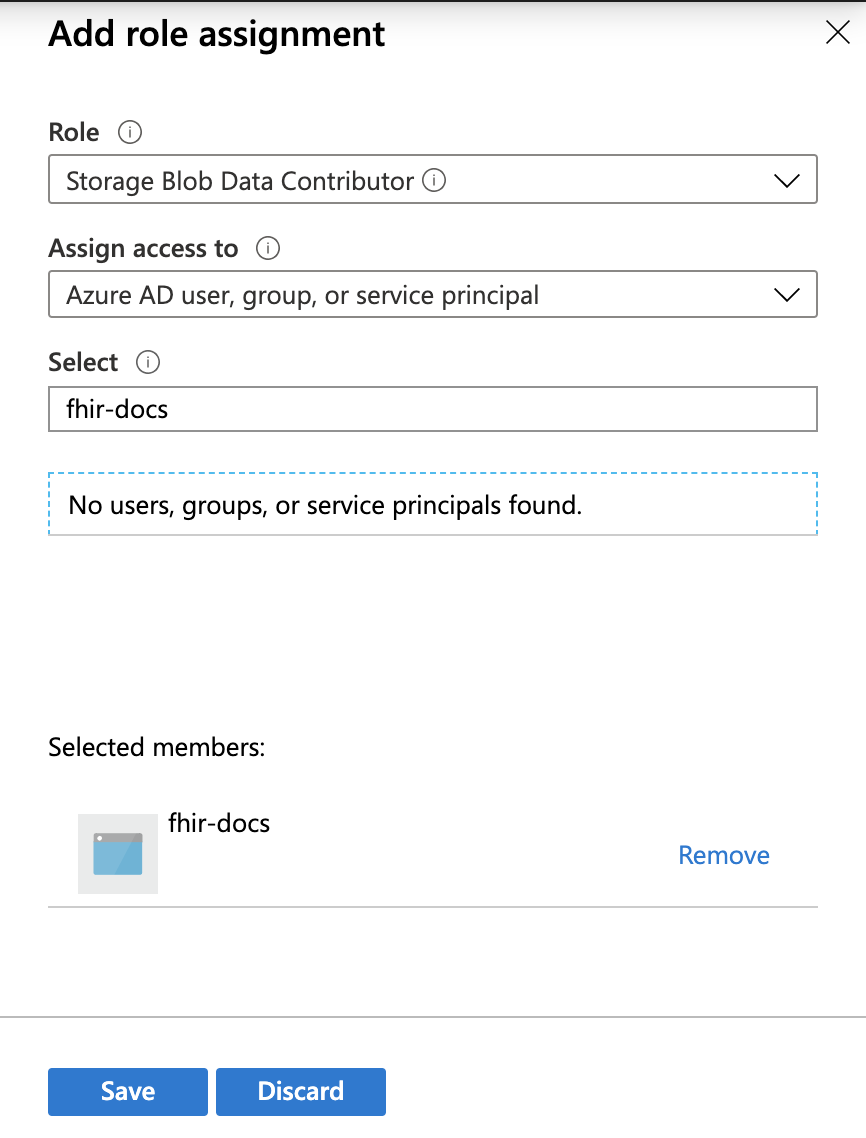 Add role assignment
Role
Storage Blob Data Contributor
Assign access to
Azure AD user, group, or service principal
Select
fhir-docs
No users, groups, or service principals found.
Selected members:
fhir-docs
Remove
Save Discard